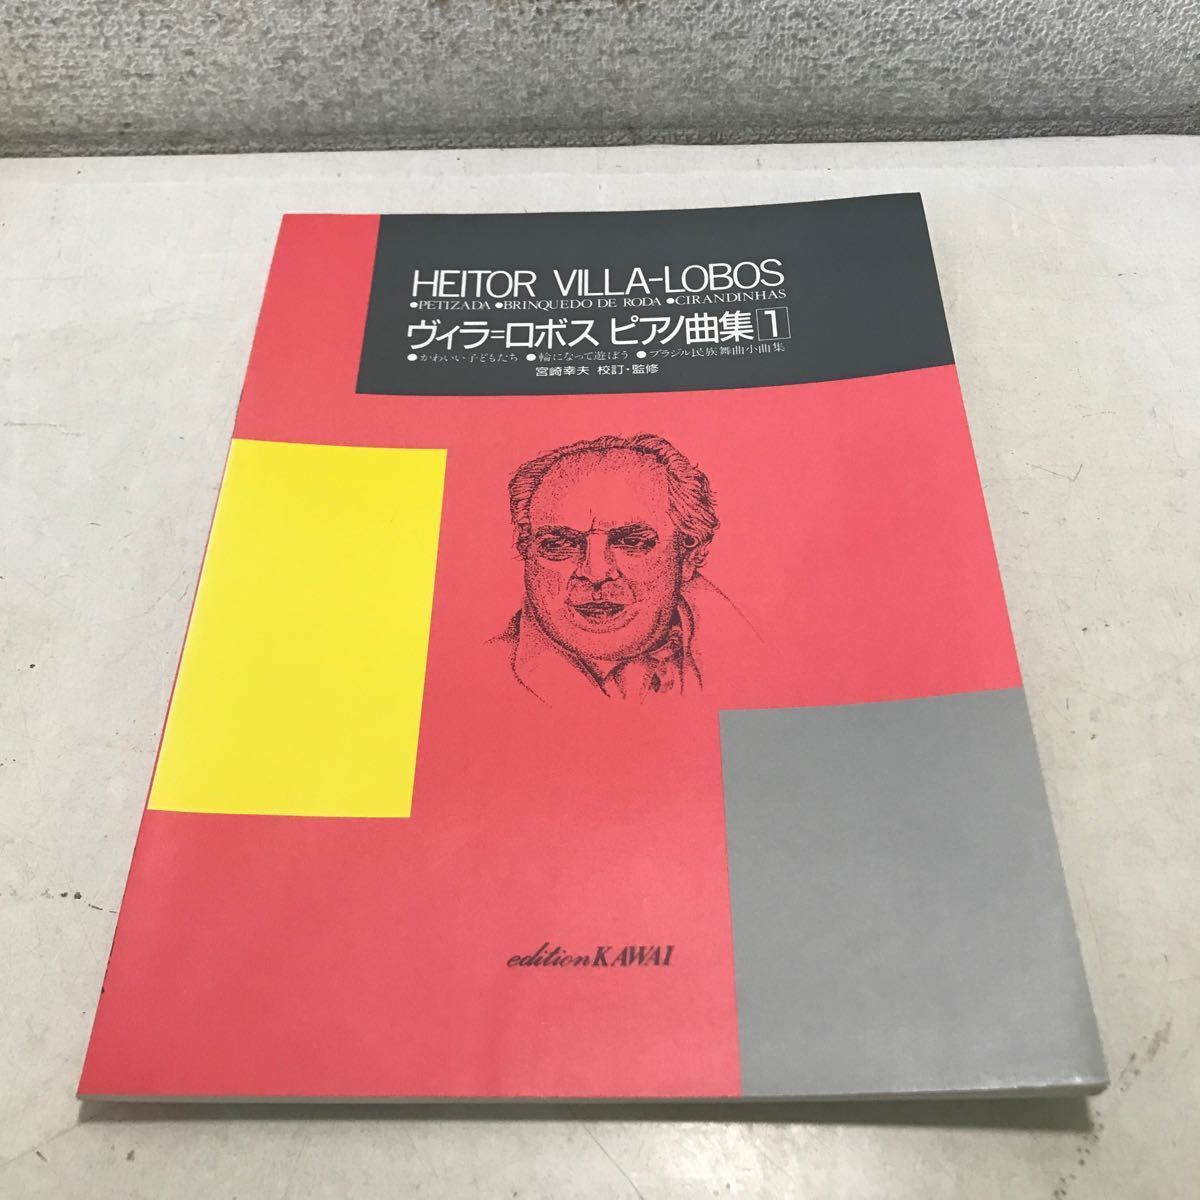 HEITOR VILLA-LOBOS
●PETIZADA ●BRINQUEDO DE RODA ●CIRANDINHAS
ヴィラ=ロボス ピアノ曲集1
●かわいい子どもたち ●輪になって遊ぼう ●ブラジル民族舞曲小曲集
宮崎幸夫 校訂・監修
edition KAWAI